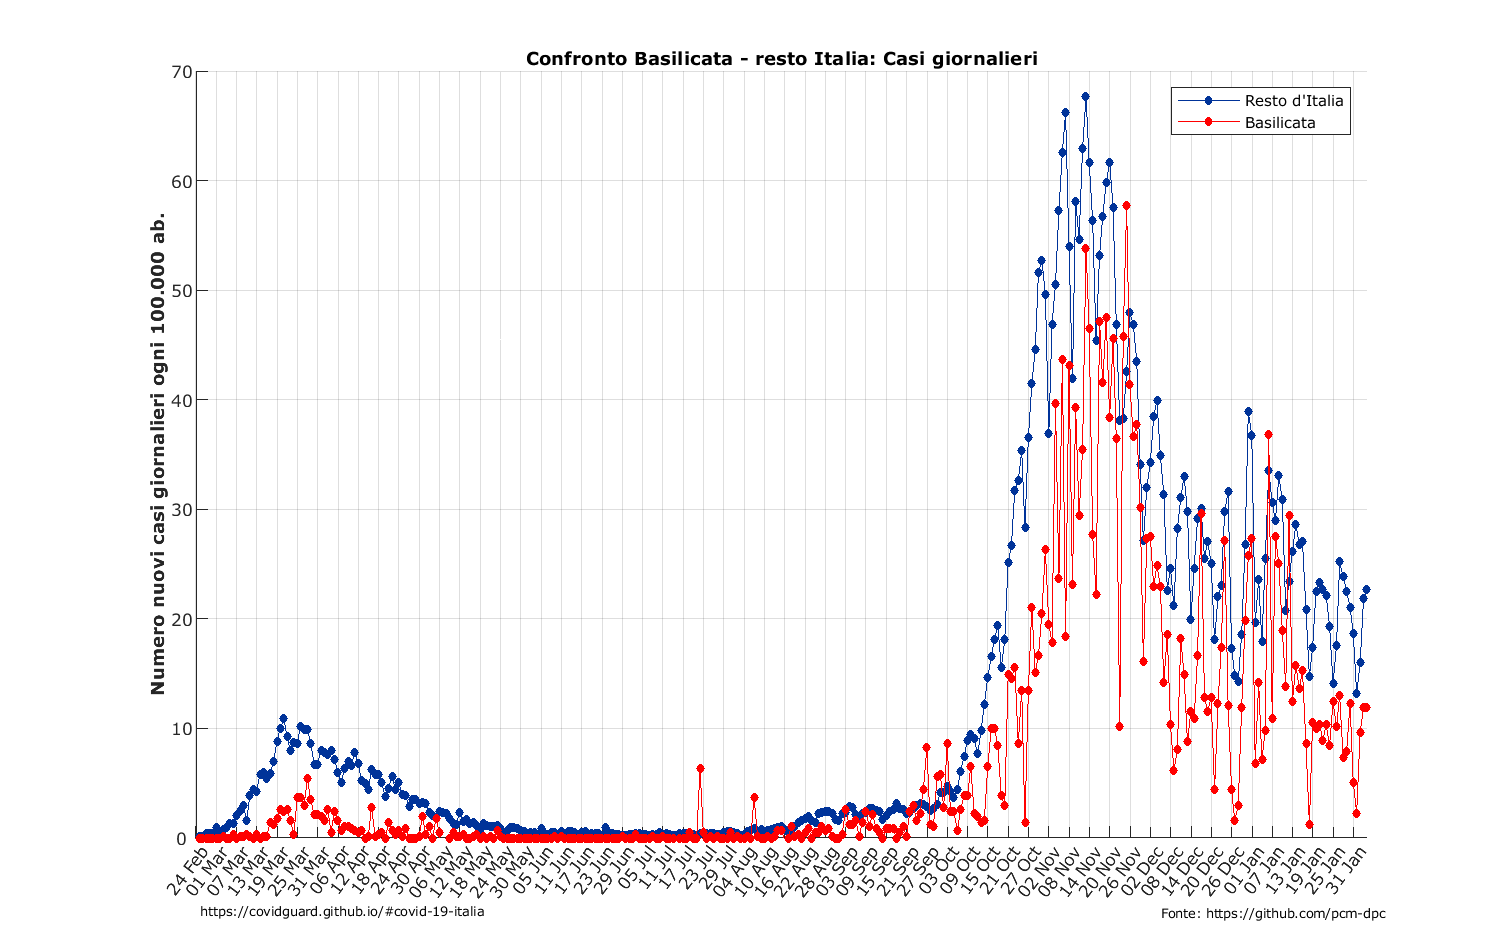 Confronto Basilicata - resto Italia: Casi giornalieri
Numero nuovi casi giornalieri ogni 100.000 ab.
70
60
50
40
30
20
10
0
Resto d'Italia
Basilicata
24 Feb
01 Mar
07 Mar
13 Mar
19 Mar
25 Mar
31 Mar
06 Apr
12 Apr
18 Apr
24 Apr
30 Apr
06 May
12 May
18 May
24 May
30 May
05 Jun
11 Jun
17 Jun
23 Jun
29 Jun
05 Jul
11 Jul
17 Jul
23 Jul
29 Jul
04 Aug
10 Aug
16 Aug
22 Aug
28 Aug
03 Sep
09 Sep
15 Sep
21 Sep
27 Sep
03 Oct
09 Oct
15 Oct
21 Oct
27 Oct
02 Nov
08 Nov
14 Nov
20 Nov
26 Nov
02 Dec
08 Dec
14 Dec
20 Dec
26 Dec
01 Jan
07 Jan
13 Jan
19 Jan
25 Jan
31 Jan
https://covidguard.github.io/#covid-19-italia
Fonte: https://github.com/pcm-dpc